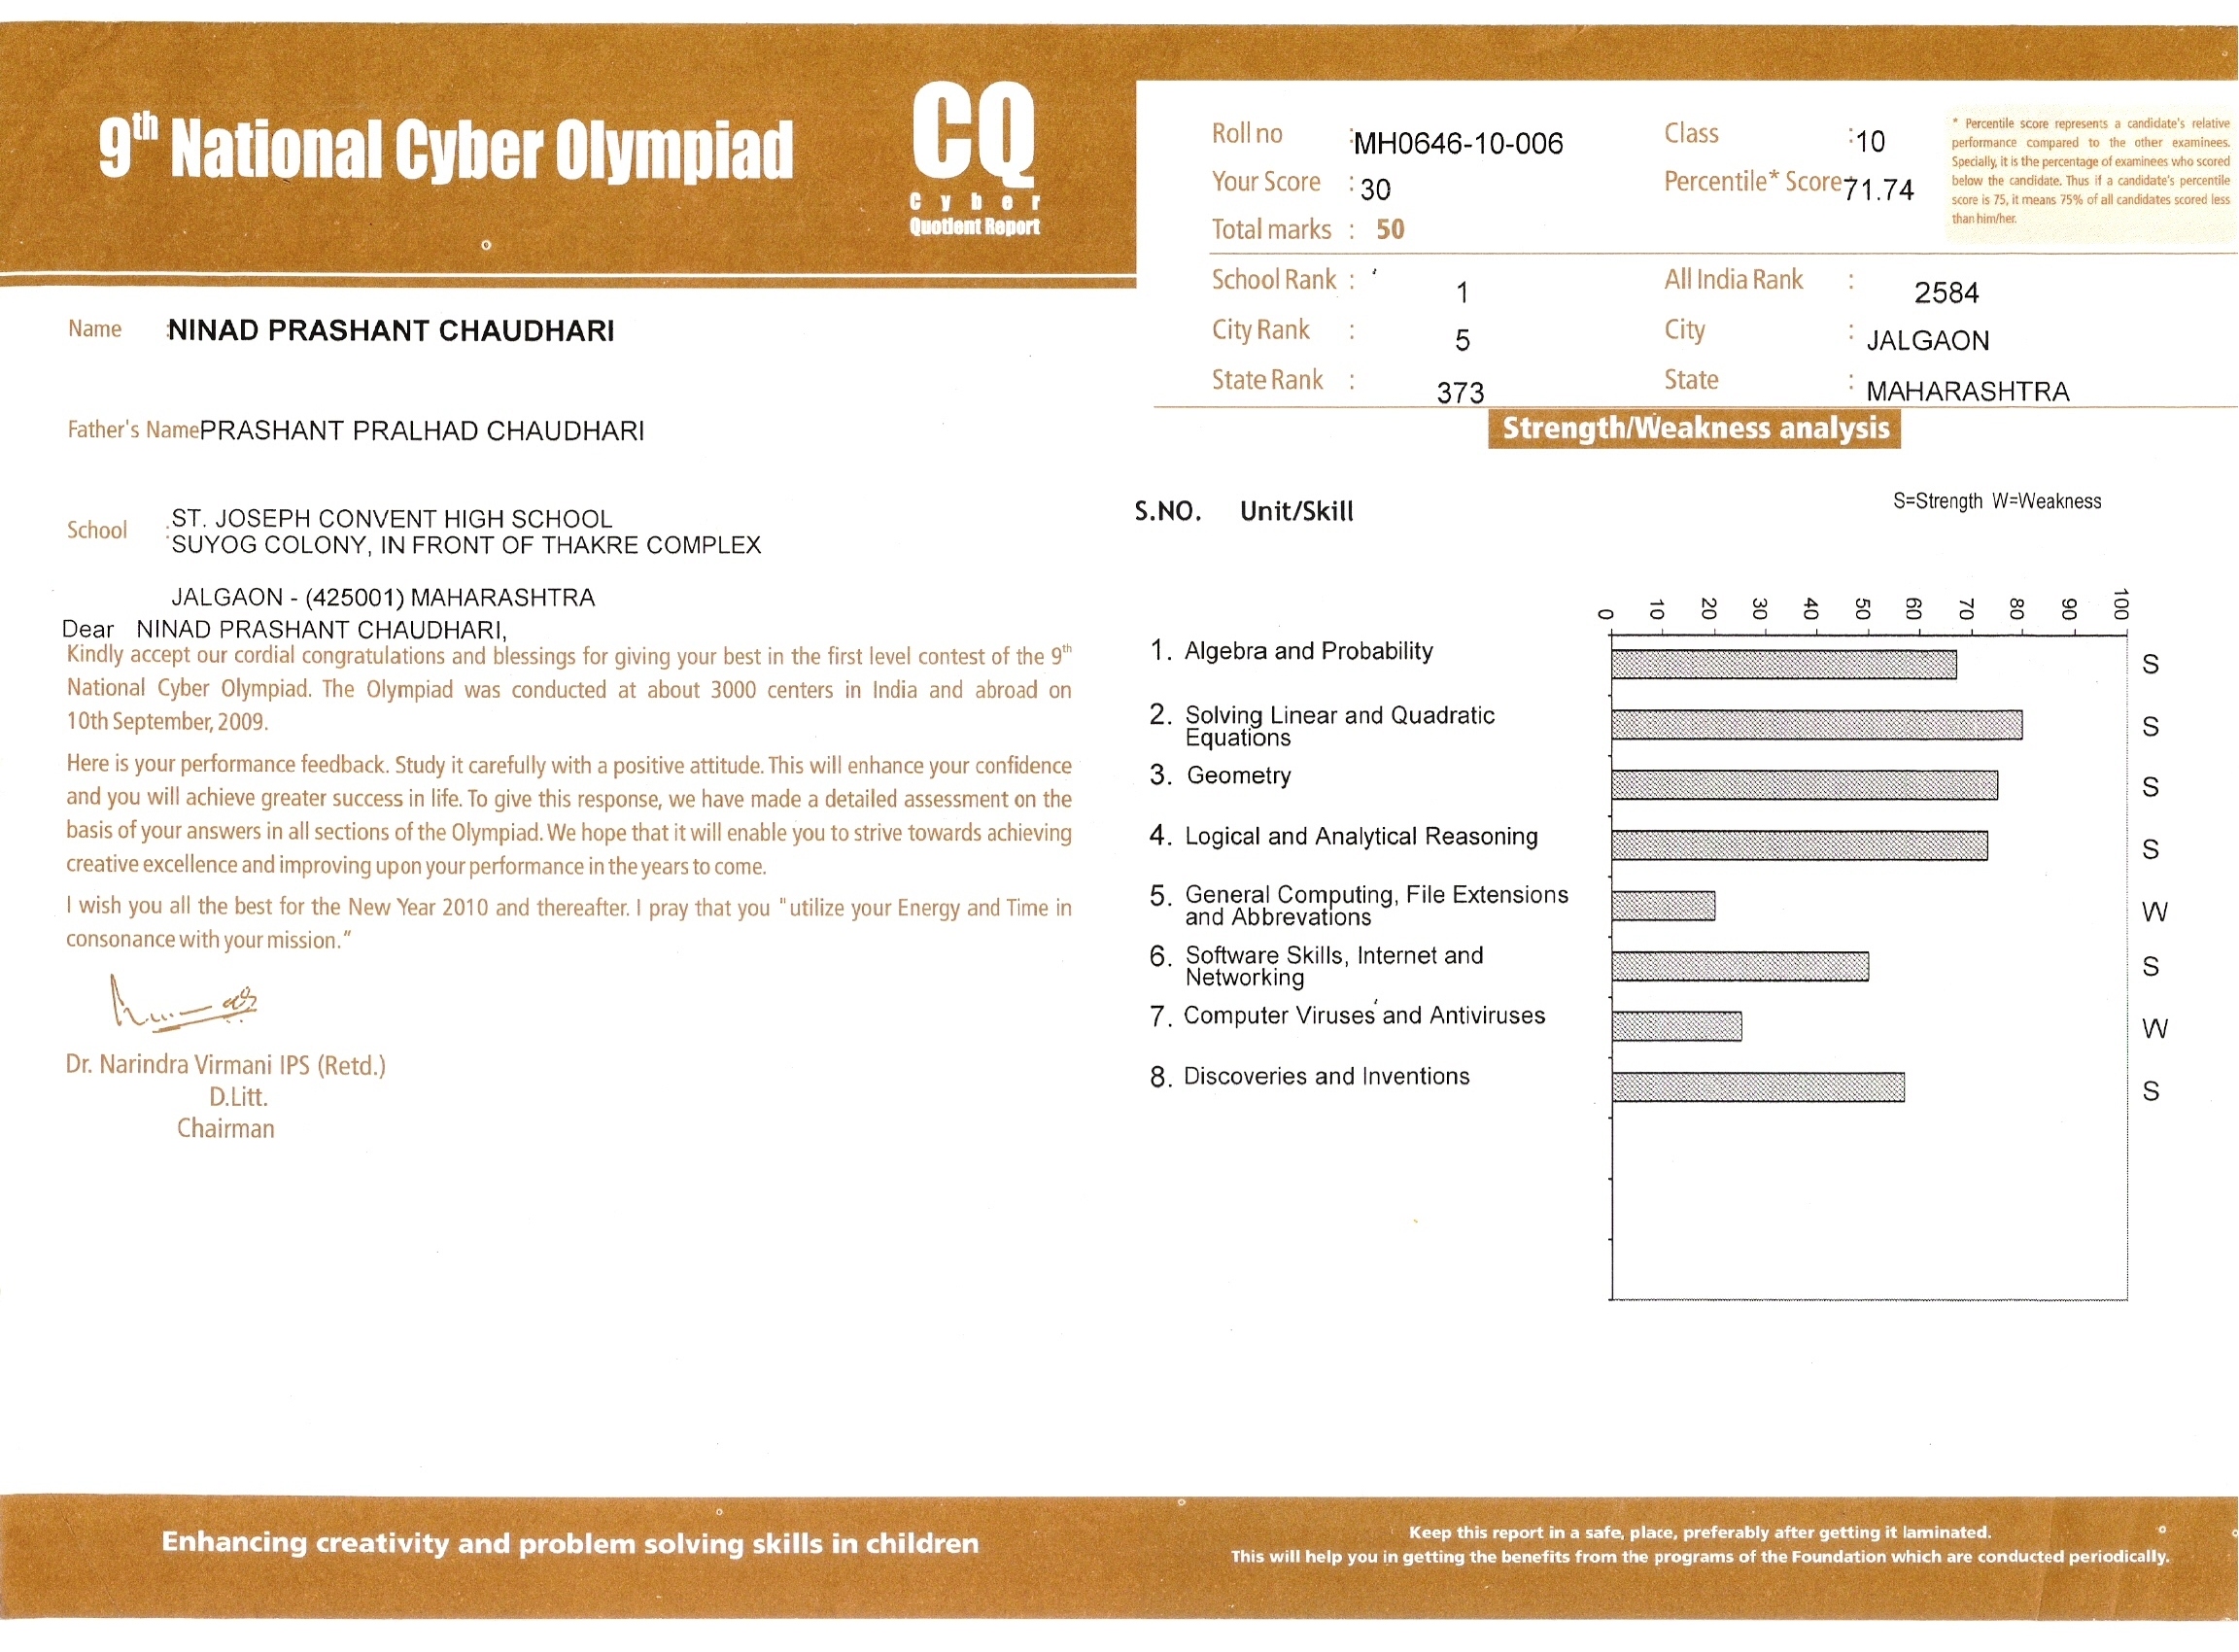 9th National Cyber Olympiad
CQ
Cyber
Quotient Report
Roll no : MH0646-10-006
Class : 10
Your Score : 30
Percentile* Score 71.74
Total marks : 50
* Percentile score represents a candidate's relative
performance compared to the other examinees.
Specially, it is the percentage of examinees who scored
below the candidate. Thus if a candidate's percentile
score is 75, it means 75% of all candidates scored less
than him/her.
School Rank : 1
All India Rank : 2584
City Rank : 5
City : JALGAON
State Rank : 373
State : MAHARASHTRA
Name : NINAD PRASHANT CHAUDHARI
Father's Name PRASHANT PRALHAD CHAUDHARI
School : ST. JOSEPH CONVENT HIGH SCHOOL
SUYOG COLONY, IN FRONT OF THAKRE COMPLEX
JALGAON - (425001) MAHARASHTRA
Dear NINAD PRASHANT CHAUDHARI,
Kindly accept our cordial congratulations and blessings for giving your best in the first level contest of the 9th
National Cyber Olympiad. The Olympiad was conducted at about 3000 centers in India and abroad on
10th September, 2009.
Here is your performance feedback. Study it carefully with a positive attitude. This will enhance your confidence
and you will achieve greater success in life. To give this response, we have made a detailed assessment on the
basis of your answers in all sections of the Olympiad. We hope that it will enable you to strive towards achieving
creative excellence and improving upon your performance in the years to come.
I wish you all the best for the New Year 2010 and thereafter. I pray that you "utilize your Energy and Time in
consonance with your mission."
Dr. Narindra Virmani IPS (Retd.)
D.Litt.
Chairman
Strength/Weakness analysis
S.NO. Unit/Skill
S=Strength W=Weakness
0 10 20 30 40 50 60 70 80 90 100
1. Algebra and Probability S
2. Solving Linear and Quadratic
Equations S
3. Geometry S
4. Logical and Analytical Reasoning S
5. General Computing, File Extensions
and Abbrevations W
6. Software Skills, Internet and
Networking S
7. Computer Viruses and Antiviruses W
8. Discoveries and Inventions S
Enhancing creativity and problem solving skills in children
Keep this report in a safe, place, preferably after getting it laminated.
This will help you in getting the benefits from the programs of the Foundation which are conducted periodically.